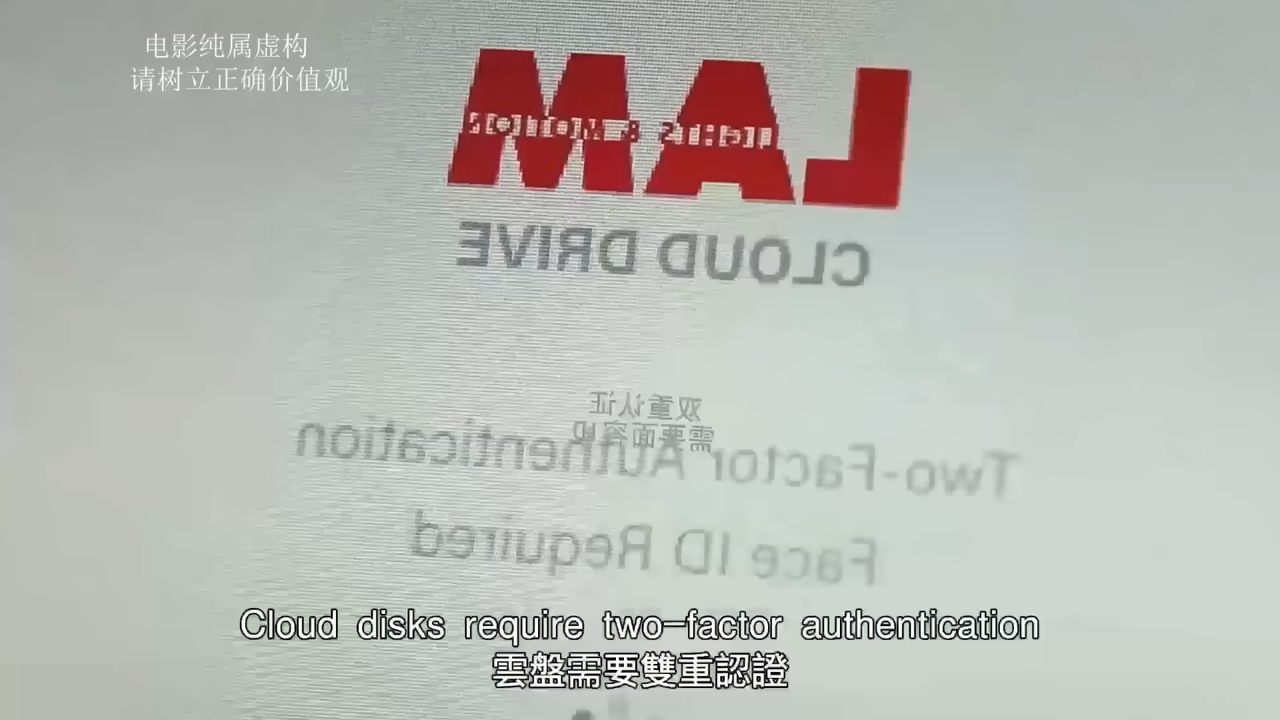 电影纯属虚构
请树立正确价值观
LAM
LIGHTS & MOTION
CLOUD DRIVE
双重认证
需要面容ID
Two-Factor Authentication
Face ID Required
Cloud disks require two-factor authentication
雲盤需要雙重認證